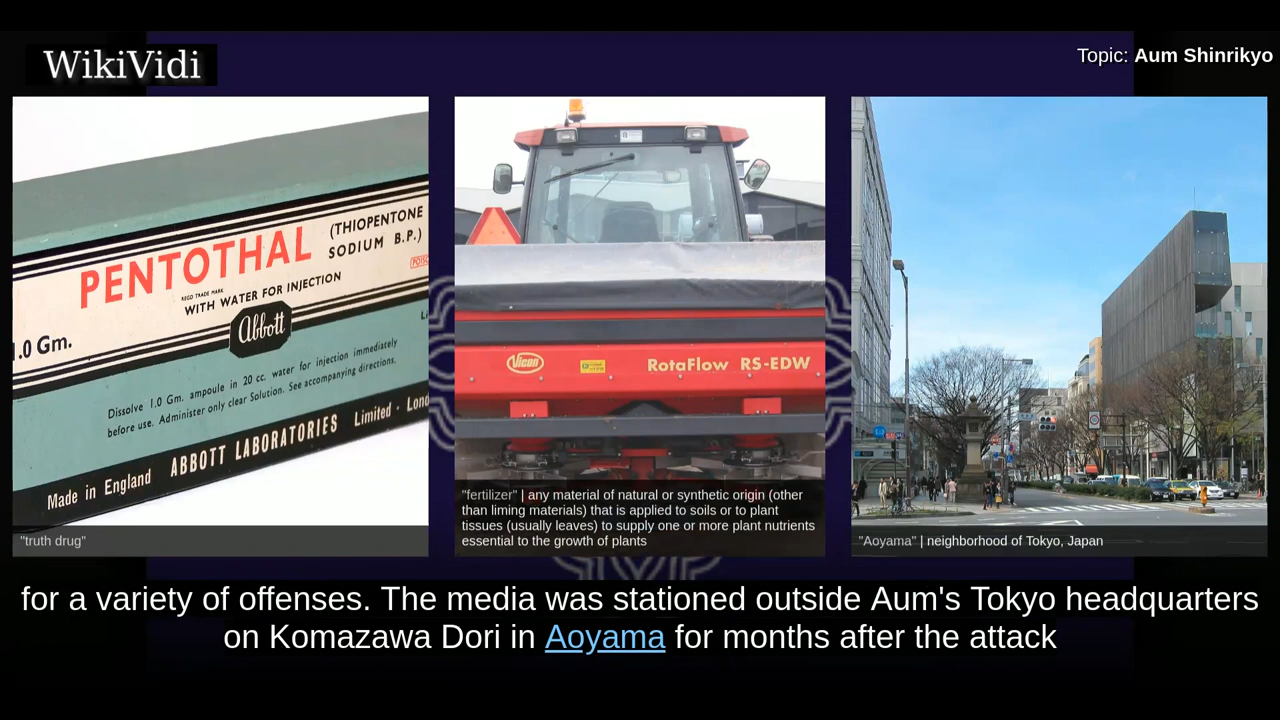 WikiVidi
Topic: Aum Shinrikyo
PENTOTHAL
(THIOPENTONE
SODIUM B.P.)
REGD TRADE MARK
WITH WATER FOR INJECTION
1.0 Gm.
Abbott
Dissolve 1.0 Gm. ampoule in 20 cc. water for injection immediately
before use. Administer only clear Solution. See accompanying directions.
Made in England ABBOTT LABORATORIES Limited · Lond
"truth drug"
Vicon
RotaFlow RS-EDW
"fertilizer" | any material of natural or synthetic origin (other
than liming materials) that is applied to soils or to plant
tissues (usually leaves) to supply one or more plant nutrients
essential to the growth of plants
"Aoyama" | neighborhood of Tokyo, Japan
for a variety of offenses. The media was stationed outside Aum's Tokyo headquarters
on Komazawa Dori in Aoyama for months after the attack